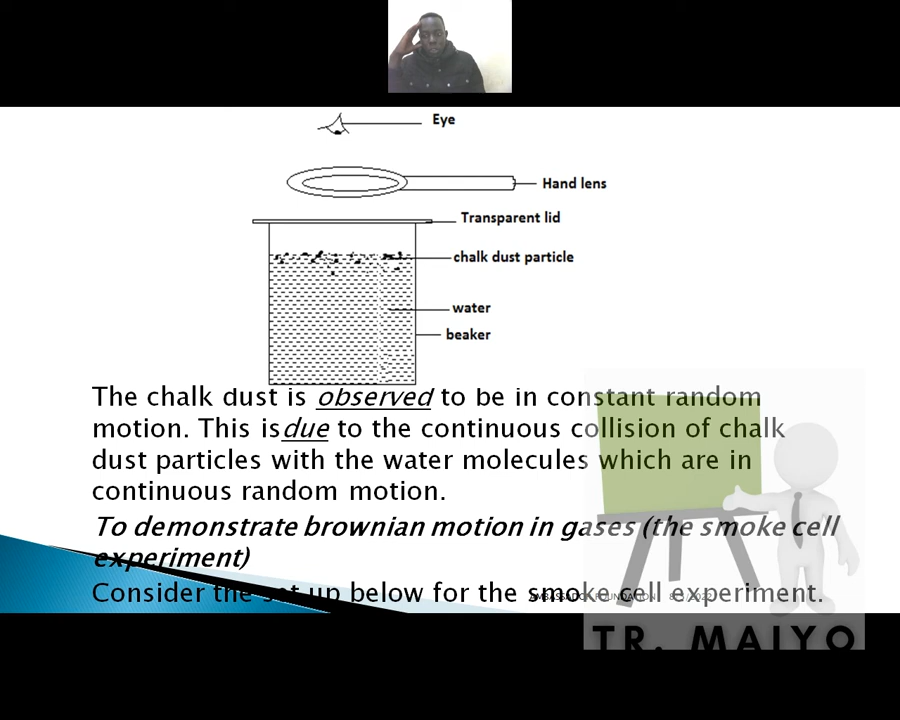 Eye
Hand lens
Transparent lid
chalk dust particle
water
beaker
The chalk dust is observed to be in constant random
motion. This isdue to the continuous collision of chalk
dust particles with the water molecules which are in
continuous random motion.
To demonstrate brownian motion in gases (the smoke cell
experiment)
Consider the set up below for the smoke cell experiment.
TR. MAIYO